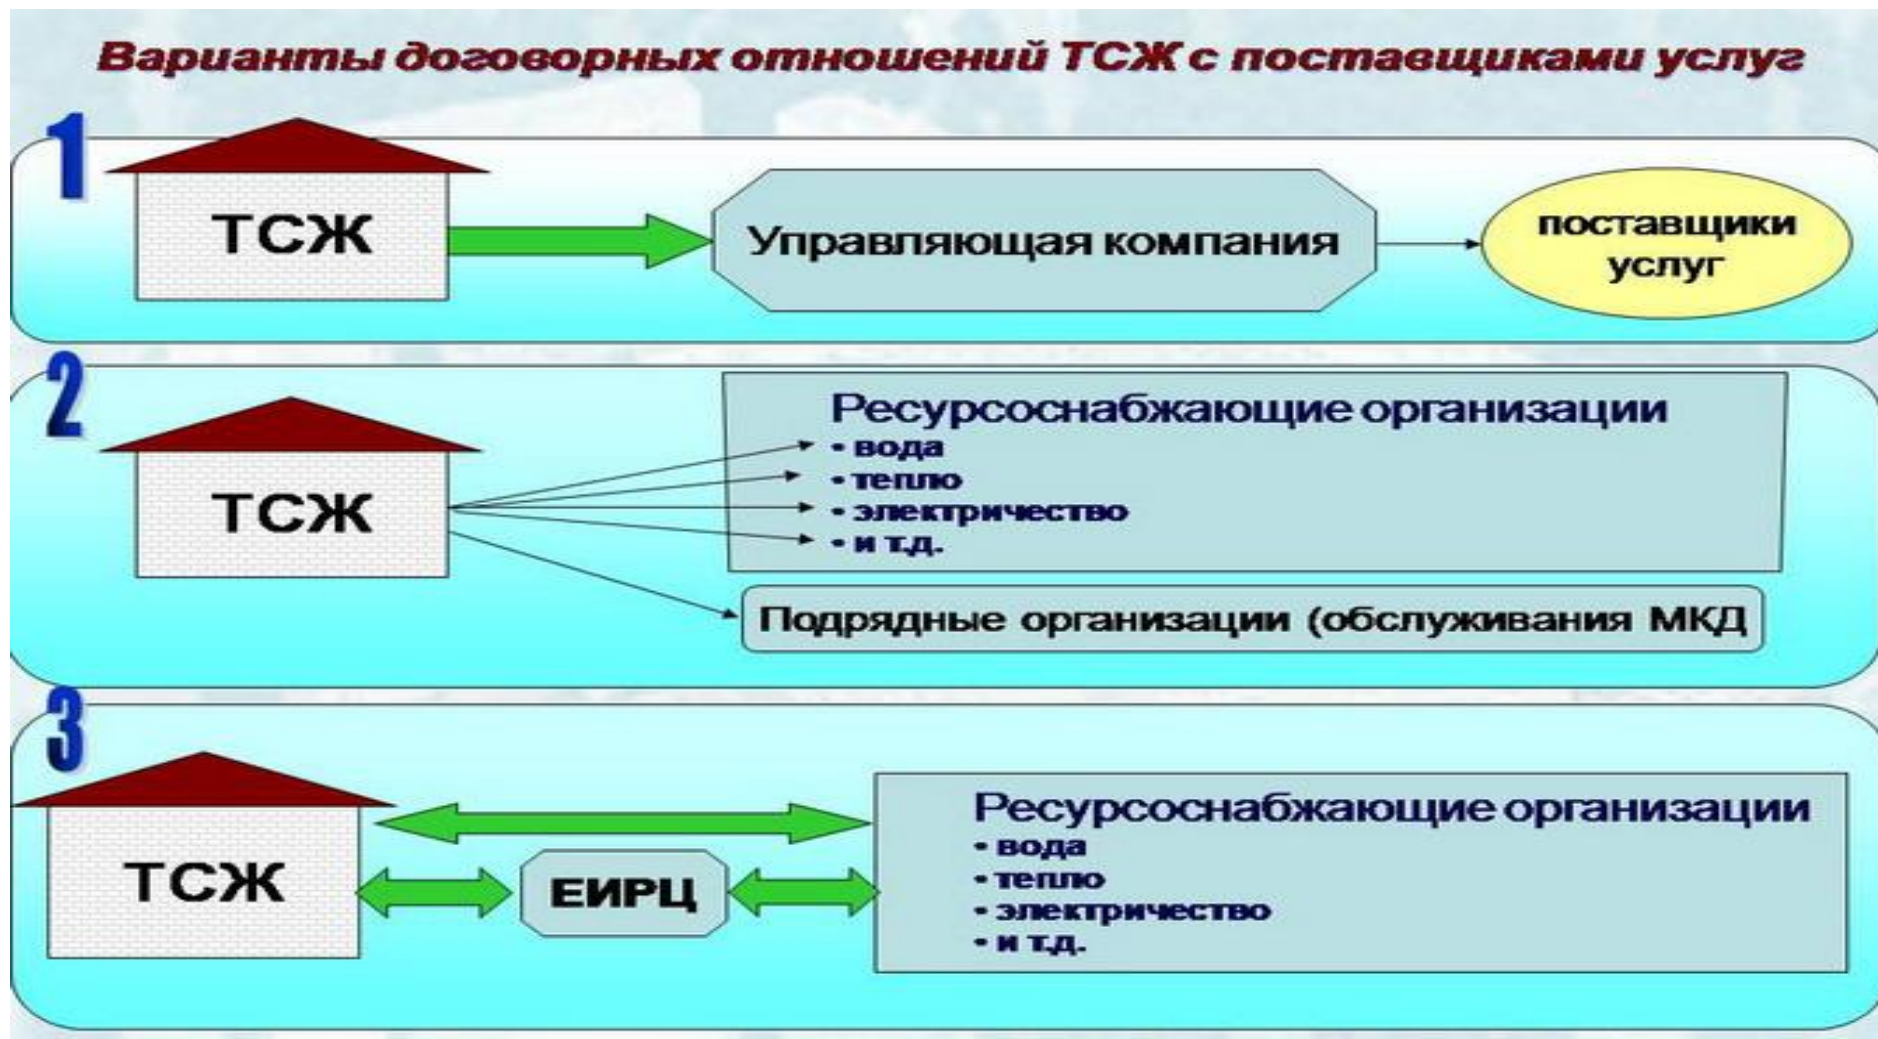 Варианты договорных отношений ТСЖ с поставщиками услуг
1
ТСЖ
Управляющая компания
поставщики
услуг
2
ТСЖ
Ресурсоснабжающие организации
• вода
• тепло
• электричество
• и т.д.
Подрядные организации (обслуживания МКД
3
ТСЖ
ЕИРЦ
Ресурсоснабжающие организации
• вода
• тепло
• электричество
• и т.д.